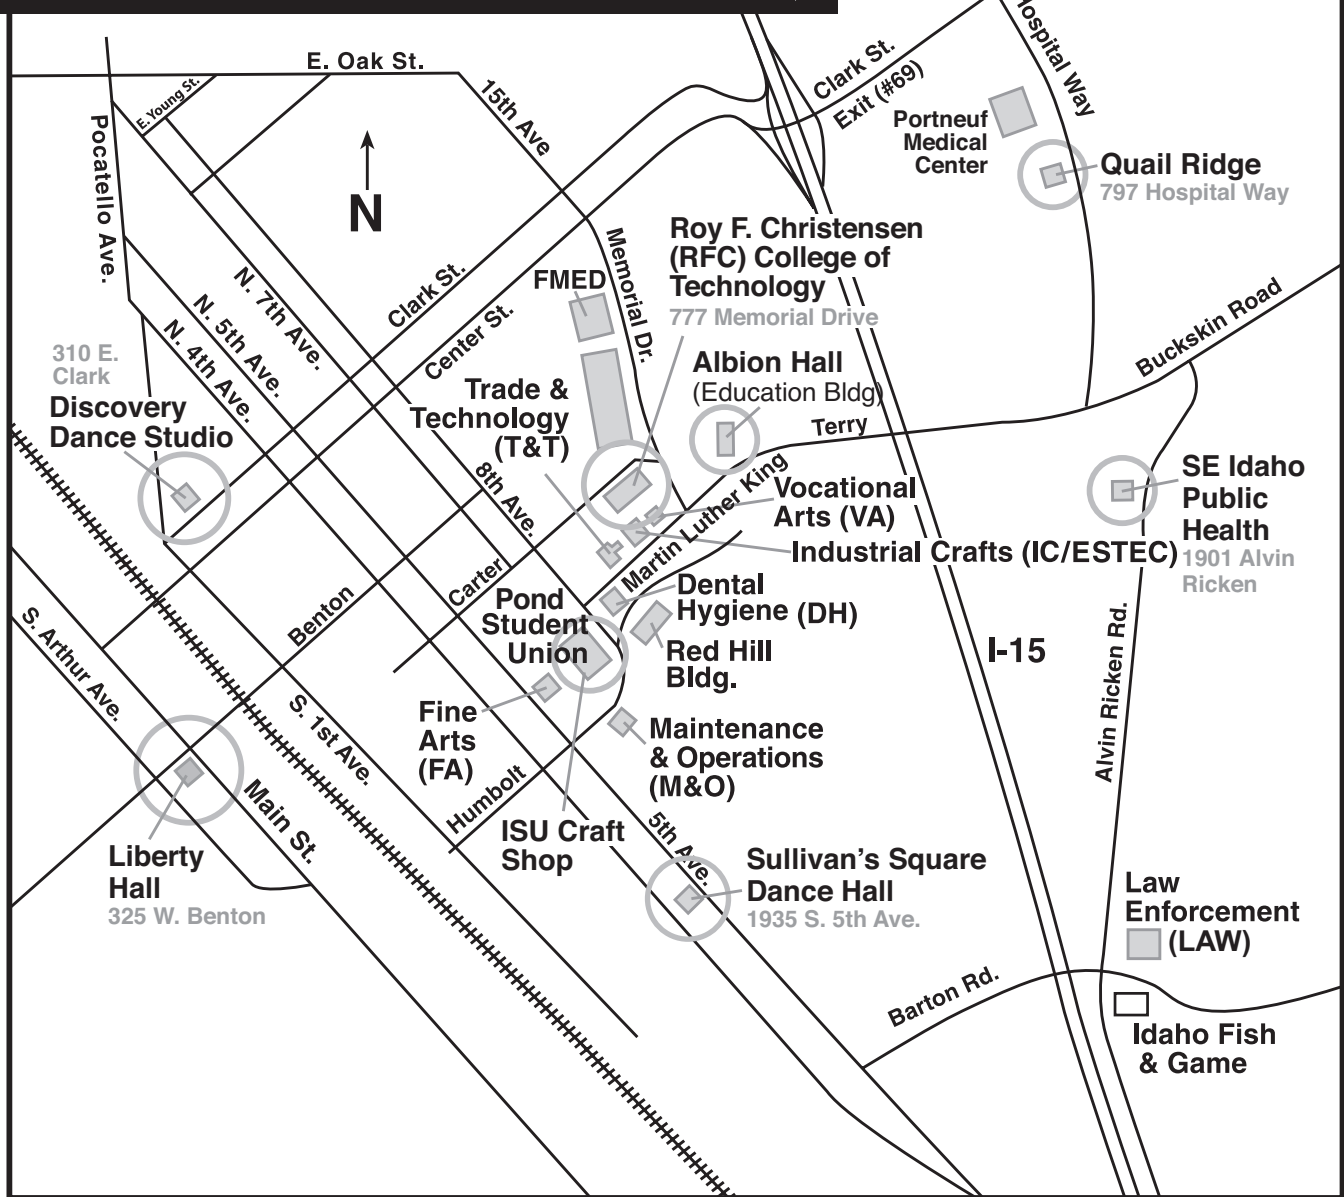 E. Oak St.
E. Young St.
15th Ave
Pocatello Ave.
N
Clark St.
Exit (#69)
Hospital Way
Portneuf
Medical
Center
Quail Ridge
797 Hospital Way
Roy F. Christensen
(RFC) College of
Technology
777 Memorial Drive
Memorial Dr.
FMED
N. 7th Ave.
N. 5th Ave.
N. 4th Ave.
Clark St.
Center St.
Buckskin Road
310 E.
Clark
Discovery
Dance Studio
Trade &
Technology
(T&T)
Albion Hall
(Education Bldg)
Terry
8th Ave.
Martin Luther King
Vocational
Arts (VA)
Industrial Crafts (IC/ESTEC)
SE Idaho
Public
Health
1901 Alvin
Ricken
Carter
Benton
Pond
Student
Union
Dental
Hygiene (DH)
Red Hill
Bldg.
I-15
Alvin Ricken Rd.
S. Arthur Ave.
S. 1st Ave.
Fine
Arts
(FA)
Maintenance
& Operations
(M&O)
Humbolt
Main St.
ISU Craft
Shop
5th Ave.
Liberty
Hall
325 W. Benton
Sullivan's Square
Dance Hall
1935 S. 5th Ave.
Law
Enforcement
(LAW)
Barton Rd.
Idaho Fish
& Game